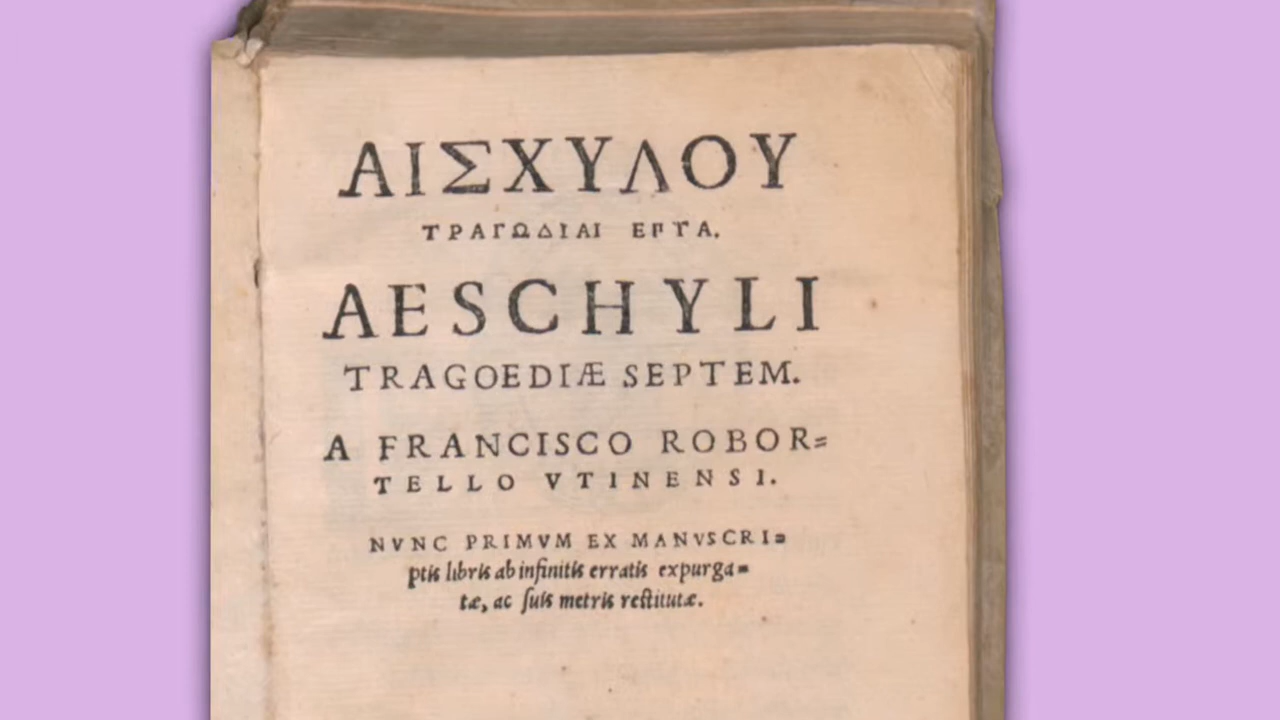 ΑΙΣΧΥΛΟΥ
ΤΡΑΓΩΔΙΑΙ ΕΠΤΑ.
AESCHYLI
TRAGOEDIÆ SEPTEM.
A FRANCISCO ROBOR=
TELLO VTINENSI.
NVNC PRIMVM EX MANVSCRI=
ptis libris ab infinitis erratis expurga=
tæ, ac ſuis metris reſtitutæ.